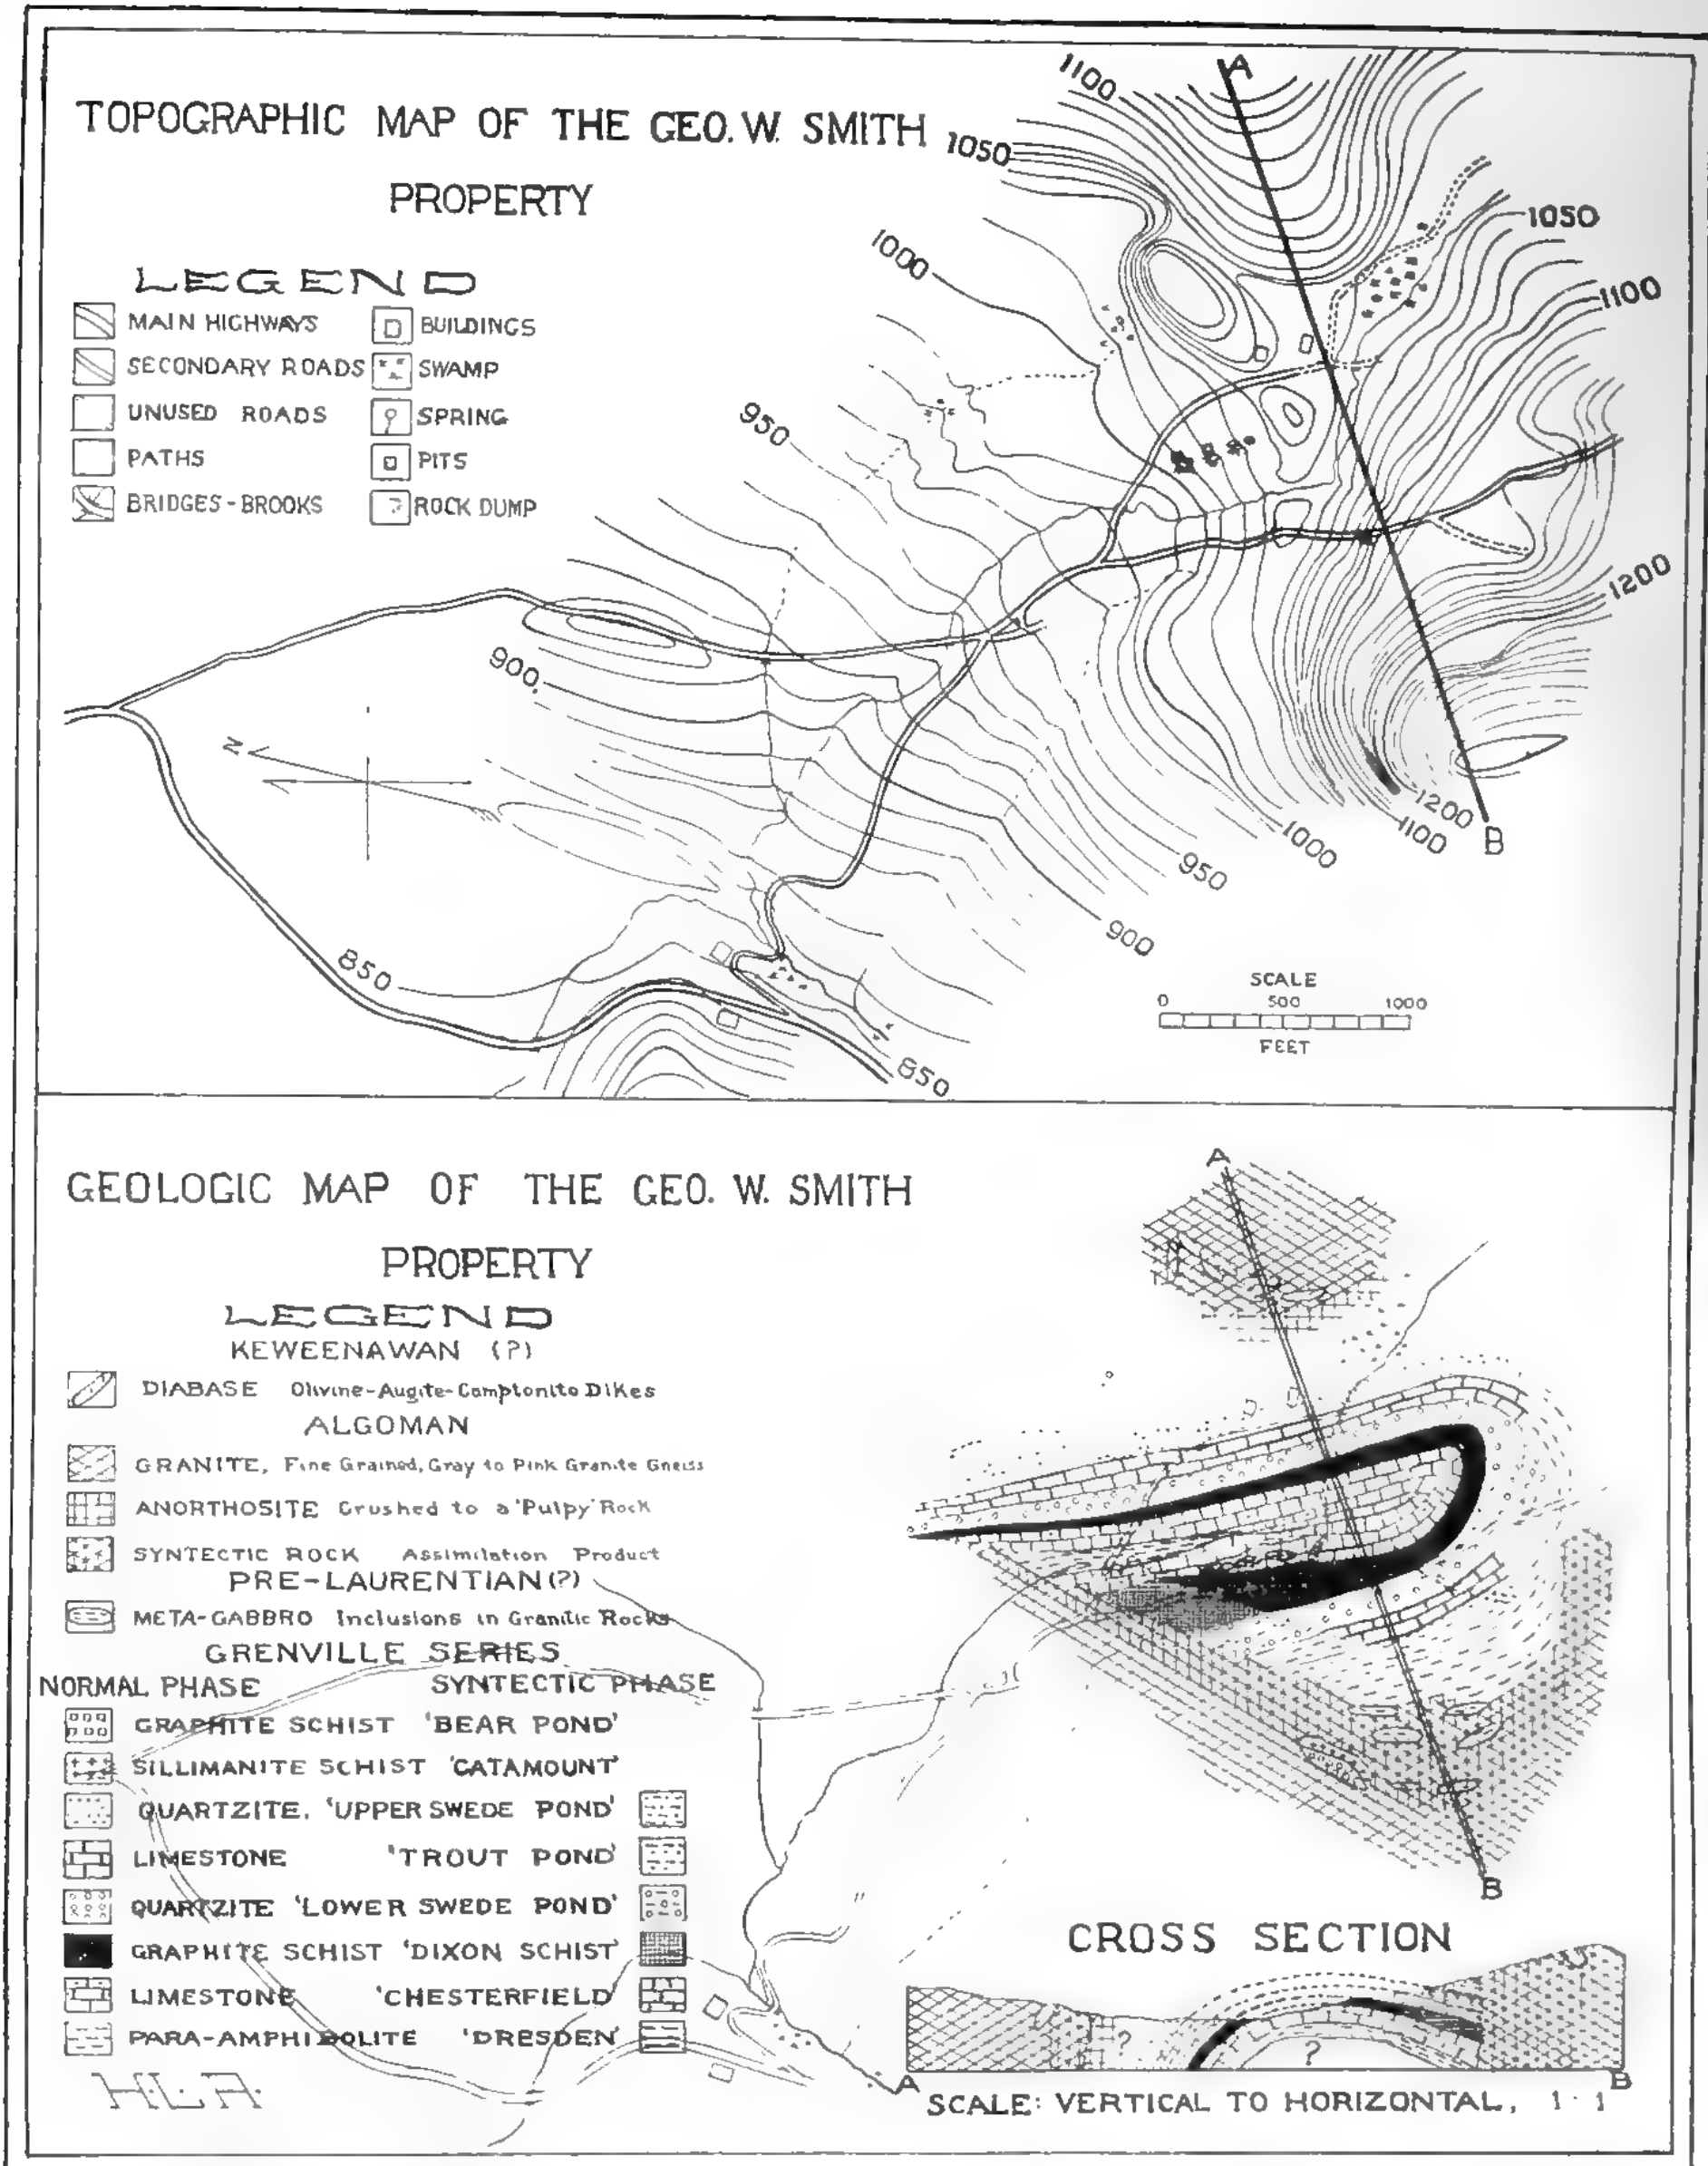 TOPOGRAPHIC MAP OF THE GEO. W. SMITH
PROPERTY
LEGEND
MAIN HIGHWAYS
BUILDINGS
SECONDARY ROADS
SWAMP
UNUSED ROADS
SPRING
PATHS
PITS
BRIDGES-BROOKS
ROCK DUMP
A
1100
1050
1000
950
900
850
1050
1100
1200
1200
1100
1000
950
900
850
B
N
SCALE
0 500 1000
FEET
GEOLOGIC MAP OF THE GEO. W. SMITH
PROPERTY
LEGEND
KEWEENAWAN (?)
DIABASE Olivine-Augite-Camptonite Dikes
ALGOMAN
GRANITE, Fine Grained, Gray to Pink Granite Gneiss
ANORTHOSITE Crushed to a 'Pulpy' Rock
SYNTECTIC ROCK Assimilation Product
PRE-LAURENTIAN (?)
META-GABBRO Inclusions in Granitic Rocks
GRENVILLE SERIES
NORMAL PHASE SYNTECTIC PHASE
GRAPHITE SCHIST 'BEAR POND'
SILLIMANITE SCHIST 'CATAMOUNT'
QUARTZITE, 'UPPER SWEDE POND'
LIMESTONE 'TROUT POND'
QUARTZITE 'LOWER SWEDE POND'
GRAPHITE SCHIST 'DIXON SCHIST'
LIMESTONE 'CHESTERFIELD'
PARA-AMPHIBOLITE 'DRESDEN'
H.L.A.
A
B
CROSS SECTION
?
?
A
B
SCALE: VERTICAL TO HORIZONTAL, 1:1